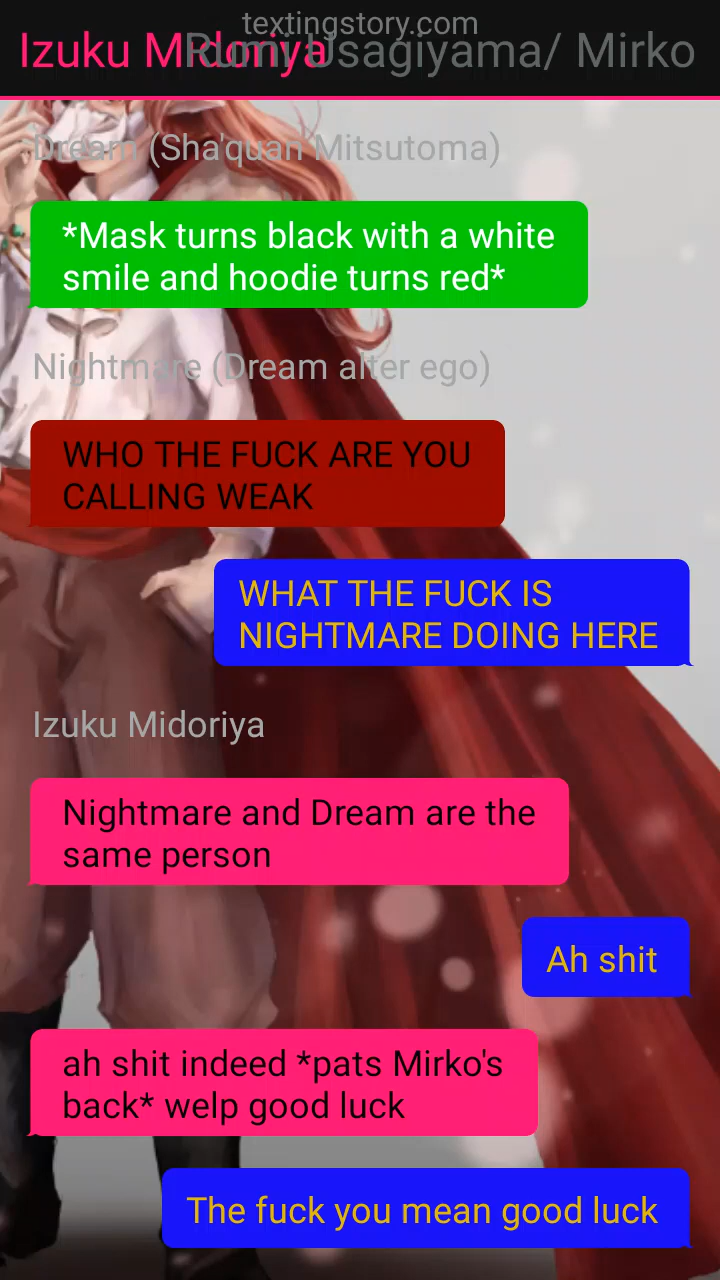 textingstory.com
Izuku Midoriya
Rumi Usagiyama/ Mirko
Dream (Sha'quan Mitsutoma)
*Mask turns black with a white
smile and hoodie turns red*
Nightmare (Dream alter ego)
WHO THE FUCK ARE YOU
CALLING WEAK
WHAT THE FUCK IS
NIGHTMARE DOING HERE
Izuku Midoriya
Nightmare and Dream are the
same person
Ah shit
ah shit indeed *pats Mirko's
back* welp good luck
The fuck you mean good luck